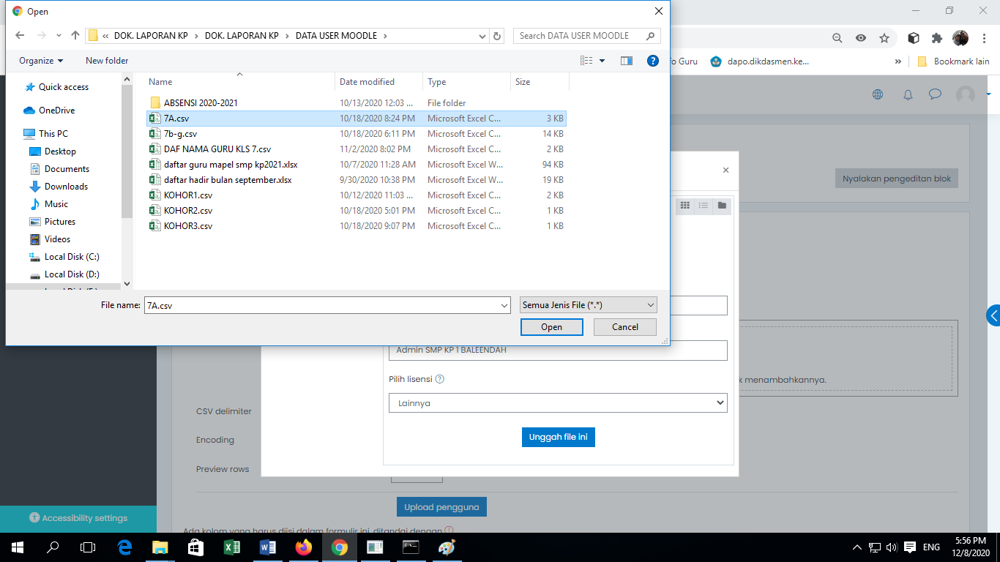 Open
« DOK. LAPORAN KP › DOK. LAPORAN KP › DATA USER MOODLE ›
Search DATA USER MOODLE
Organize
New folder
Name
Date modified
Type
Size
Quick access
OneDrive
This PC
Desktop
Documents
Downloads
Music
Pictures
Videos
Local Disk (C:)
Local Disk (D:)
ABSENSI 2020-2021 10/13/2020 12:03 ... File folder
7A.csv 10/18/2020 8:24 PM Microsoft Excel C... 3 KB
7b-g.csv 10/18/2020 6:11 PM Microsoft Excel C... 14 KB
DAF NAMA GURU KLS 7.csv 11/2/2020 8:02 PM Microsoft Excel C... 2 KB
daftar guru mapel smp kp2021.xlsx 10/7/2020 11:28 AM Microsoft Excel W... 94 KB
daftar hadir bulan september.xlsx 9/30/2020 10:38 PM Microsoft Excel W... 19 KB
KOHOR1.csv 10/12/2020 11:03 ... Microsoft Excel C... 2 KB
KOHOR2.csv 10/18/2020 5:01 PM Microsoft Excel C... 1 KB
KOHOR3.csv 10/18/2020 9:07 PM Microsoft Excel C... 1 KB
File name: 7A.csv
Semua Jenis File (*.*)
Open
Cancel
Guru
dapo.dikdasmen.ke...
»
Bookmark lain
Nyalakan pengeditan blok
×
Admin SMP KP 1 BALEENDAH
Pilih lisensi
Lainnya
Unggah file ini
menambahkannya.
CSV delimiter
Encoding
Preview rows
Upload pengguna
Accessibility settings
Ada kolom yang harus diisi dalam formulir ini, ditandai dengan
ENG
5:56 PM
12/8/2020